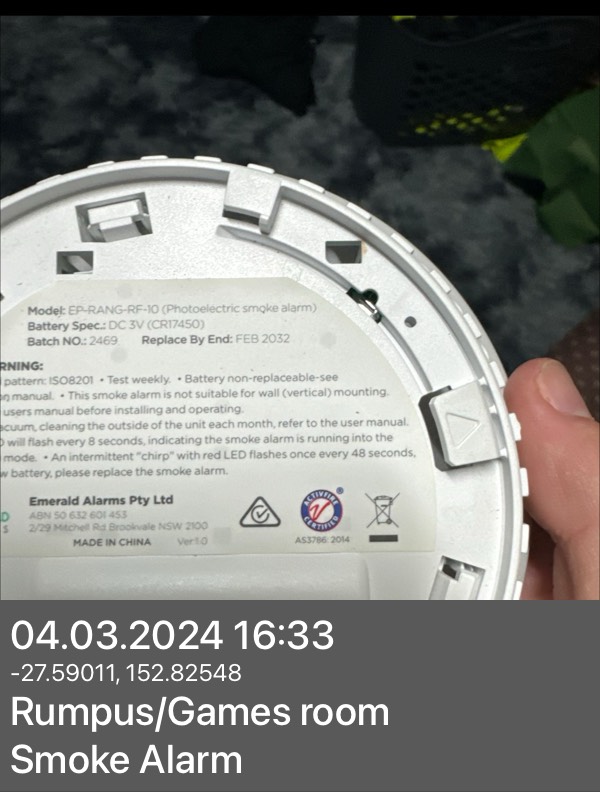 Model: EP-RANG-RF-10 (Photoelectric smoke alarm)
Battery Spec.: DC 3V (CR17450)
Batch NO.: 2469 Replace By End: FEB 2032
RNING:
pattern: ISO8201 • Test weekly. • Battery non-replaceable-see
manual. • This smoke alarm is not suitable for wall (vertical) mounting.
users manual before installing and operating.
cuum, cleaning the outside of the unit each month, refer to the user manual.
will flash every 8 seconds, indicating the smoke alarm is running into the
mode. • An intermittent "chirp" with red LED flashes once every 48 seconds,
w battery, please replace the smoke alarm.
Emerald Alarms Pty Ltd
ABN 50 632 601 453
2/29 Mitchell Rd Brookvale NSW 2100
MADE IN CHINA Ver:1.0
ACTIVFIRE
CERTIFIED
®
AS3786: 2014
04.03.2024 16:33
-27.59011, 152.82548
Rumpus/Games room
Smoke Alarm